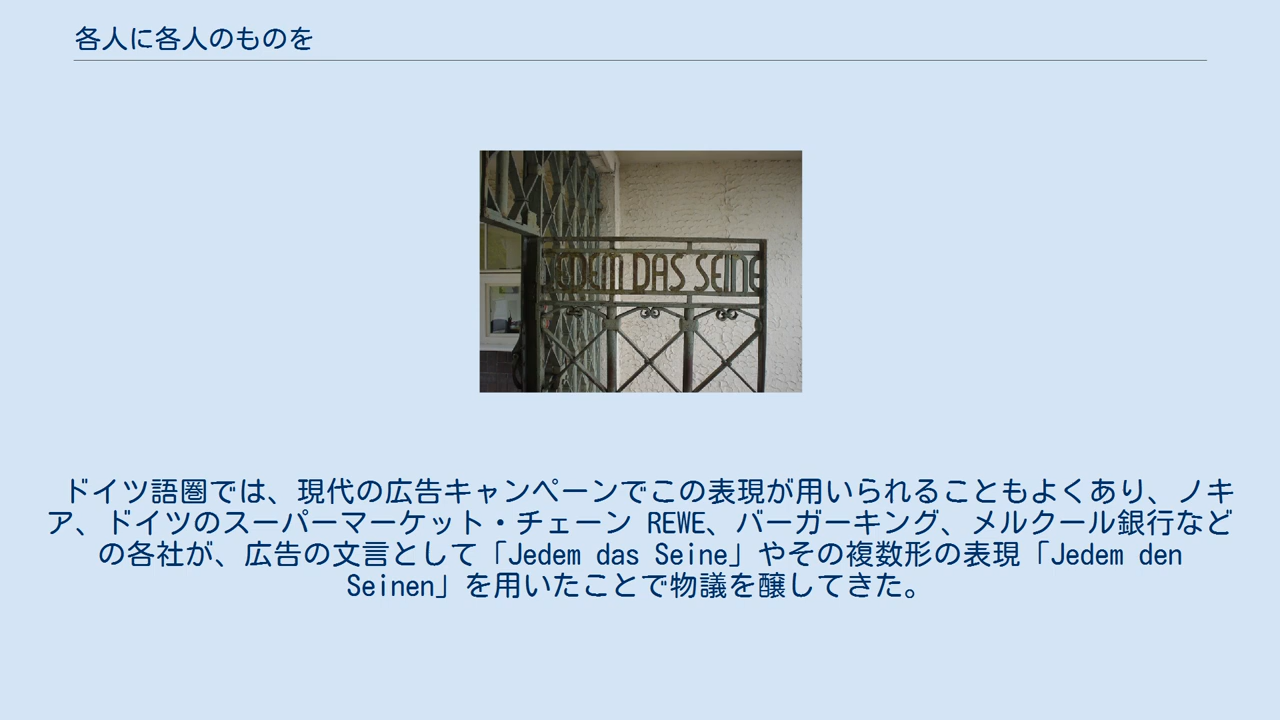 各人に各人のものを
JEDEM DAS SEINE
ドイツ語圏では、現代の広告キャンペーンでこの表現が用いられることもよくあり、ノキ
ア、ドイツのスーパーマーケット・チェーン REWE、バーガーキング、メルクール銀行など
の各社が、広告の文言として「Jedem das Seine」やその複数形の表現「Jedem den
Seinen」を用いたことで物議を醸してきた。